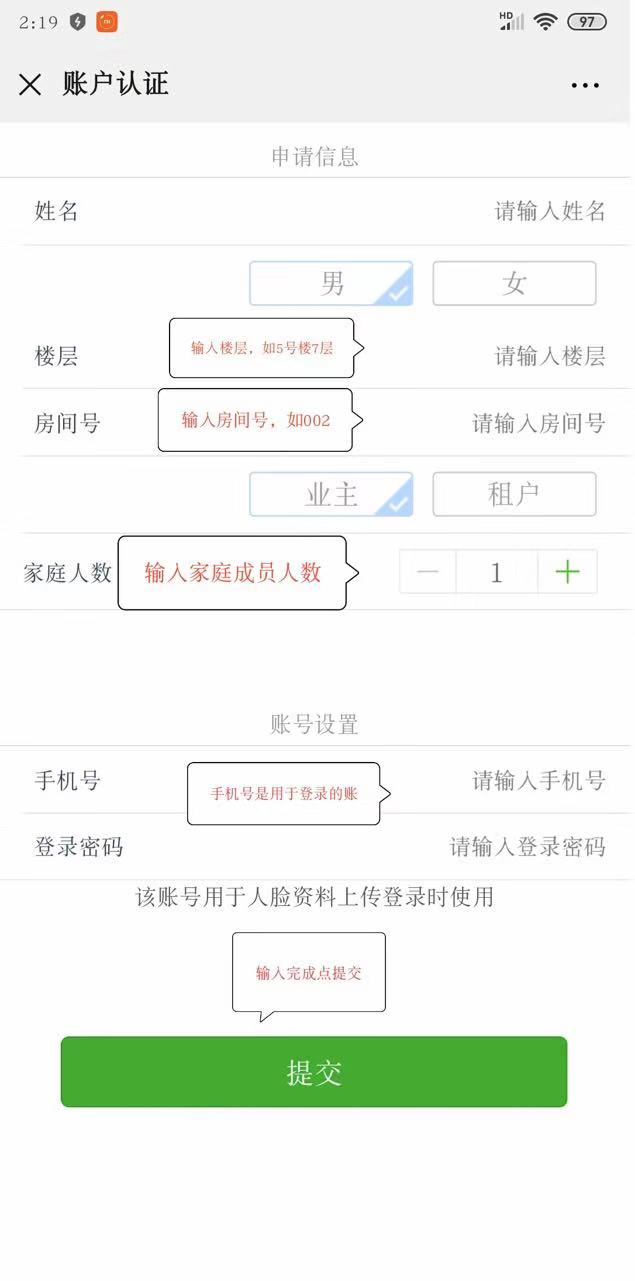 2:19 HD 97
账户认证
申请信息
姓名 请输入姓名
男 女
楼层 输入楼层，如5号楼7层 请输入楼层
房间号 输入房间号，如002 请输入房间号
业主 租户
家庭人数 输入家庭成员人数 1
账号设置
手机号 手机号是用于登录的账 请输入手机号
登录密码 请输入登录密码
该账号用于人脸资料上传登录时使用
输入完成点提交
提交